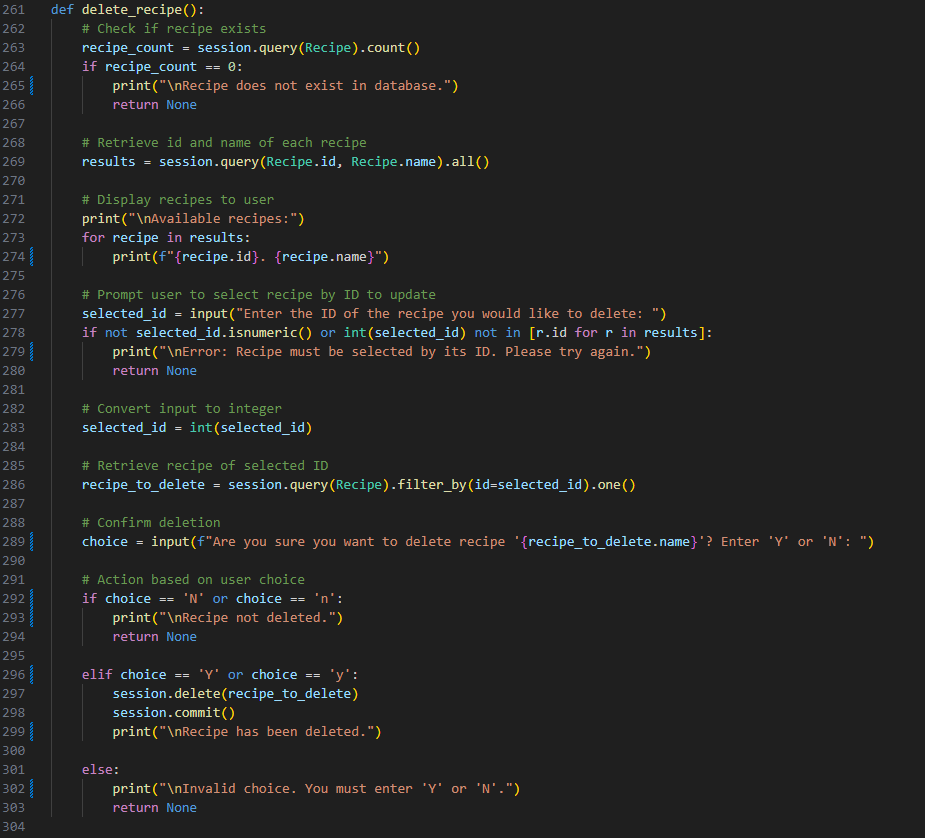 261 def delete_recipe():
262     # Check if recipe exists
263     recipe_count = session.query(Recipe).count()
264     if recipe_count == 0:
265         print("\nRecipe does not exist in database.")
266         return None
267
268     # Retrieve id and name of each recipe
269     results = session.query(Recipe.id, Recipe.name).all()
270
271     # Display recipes to user
272     print("\nAvailable recipes:")
273     for recipe in results:
274         print(f"{recipe.id}. {recipe.name}")
275
276     # Prompt user to select recipe by ID to update
277     selected_id = input("Enter the ID of the recipe you would like to delete: ")
278     if not selected_id.isnumeric() or int(selected_id) not in [r.id for r in results]:
279         print("\nError: Recipe must be selected by its ID. Please try again.")
280         return None
281
282     # Convert input to integer
283     selected_id = int(selected_id)
284
285     # Retrieve recipe of selected ID
286     recipe_to_delete = session.query(Recipe).filter_by(id=selected_id).one()
287
288     # Confirm deletion
289     choice = input(f"Are you sure you want to delete recipe '{recipe_to_delete.name}'? Enter 'Y' or 'N': ")
290
291     # Action based on user choice
292     if choice == 'N' or choice == 'n':
293         print("\nRecipe not deleted.")
294         return None
295
296     elif choice == 'Y' or choice == 'y':
297         session.delete(recipe_to_delete)
298         session.commit()
299         print("\nRecipe has been deleted.")
300
301     else:
302         print("\nInvalid choice. You must enter 'Y' or 'N'.")
303         return None
304